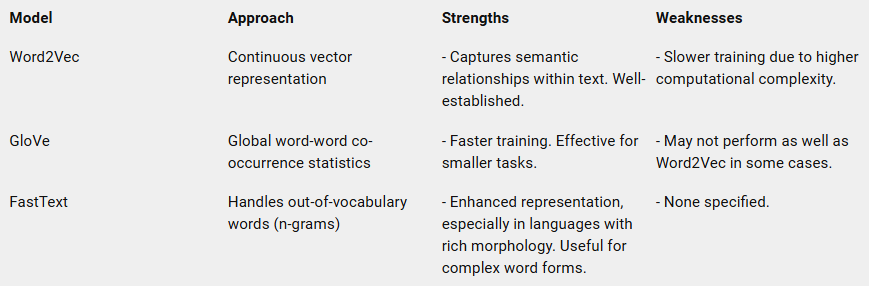 Model Approach Strengths Weaknesses
Word2Vec Continuous vector - Captures semantic - Slower training due to higher
representation relationships within text. Well- computational complexity.
established.
GloVe Global word-word co- - Faster training. Effective for - May not perform as well as
occurrence statistics smaller tasks. Word2Vec in some cases.
FastText Handles out-of-vocabulary - Enhanced representation, - None specified.
words (n-grams) especially in languages with
rich morphology. Useful for
complex word forms.